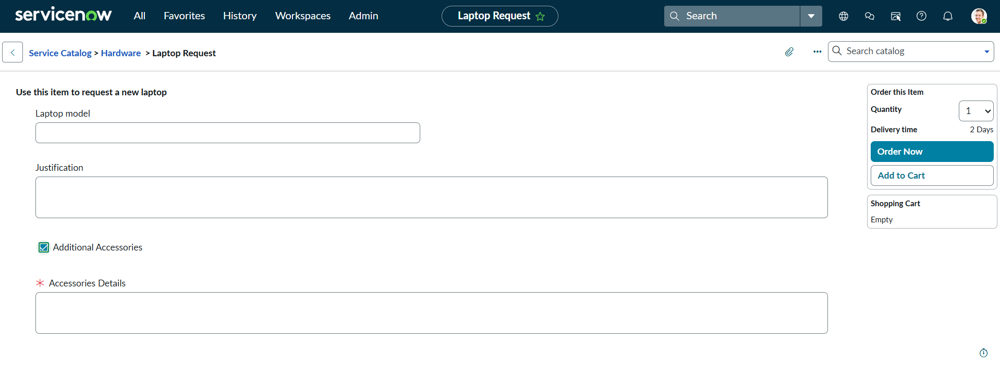 servicenow All Favorites History Workspaces Admin Laptop Request Search
Service Catalog > Hardware > Laptop Request Search catalog
Use this item to request a new laptop
Laptop model
Justification
Additional Accessories
* Accessories Details
Order this Item
Quantity 1
Delivery time 2 Days
Order Now
Add to Cart
Shopping Cart
Empty